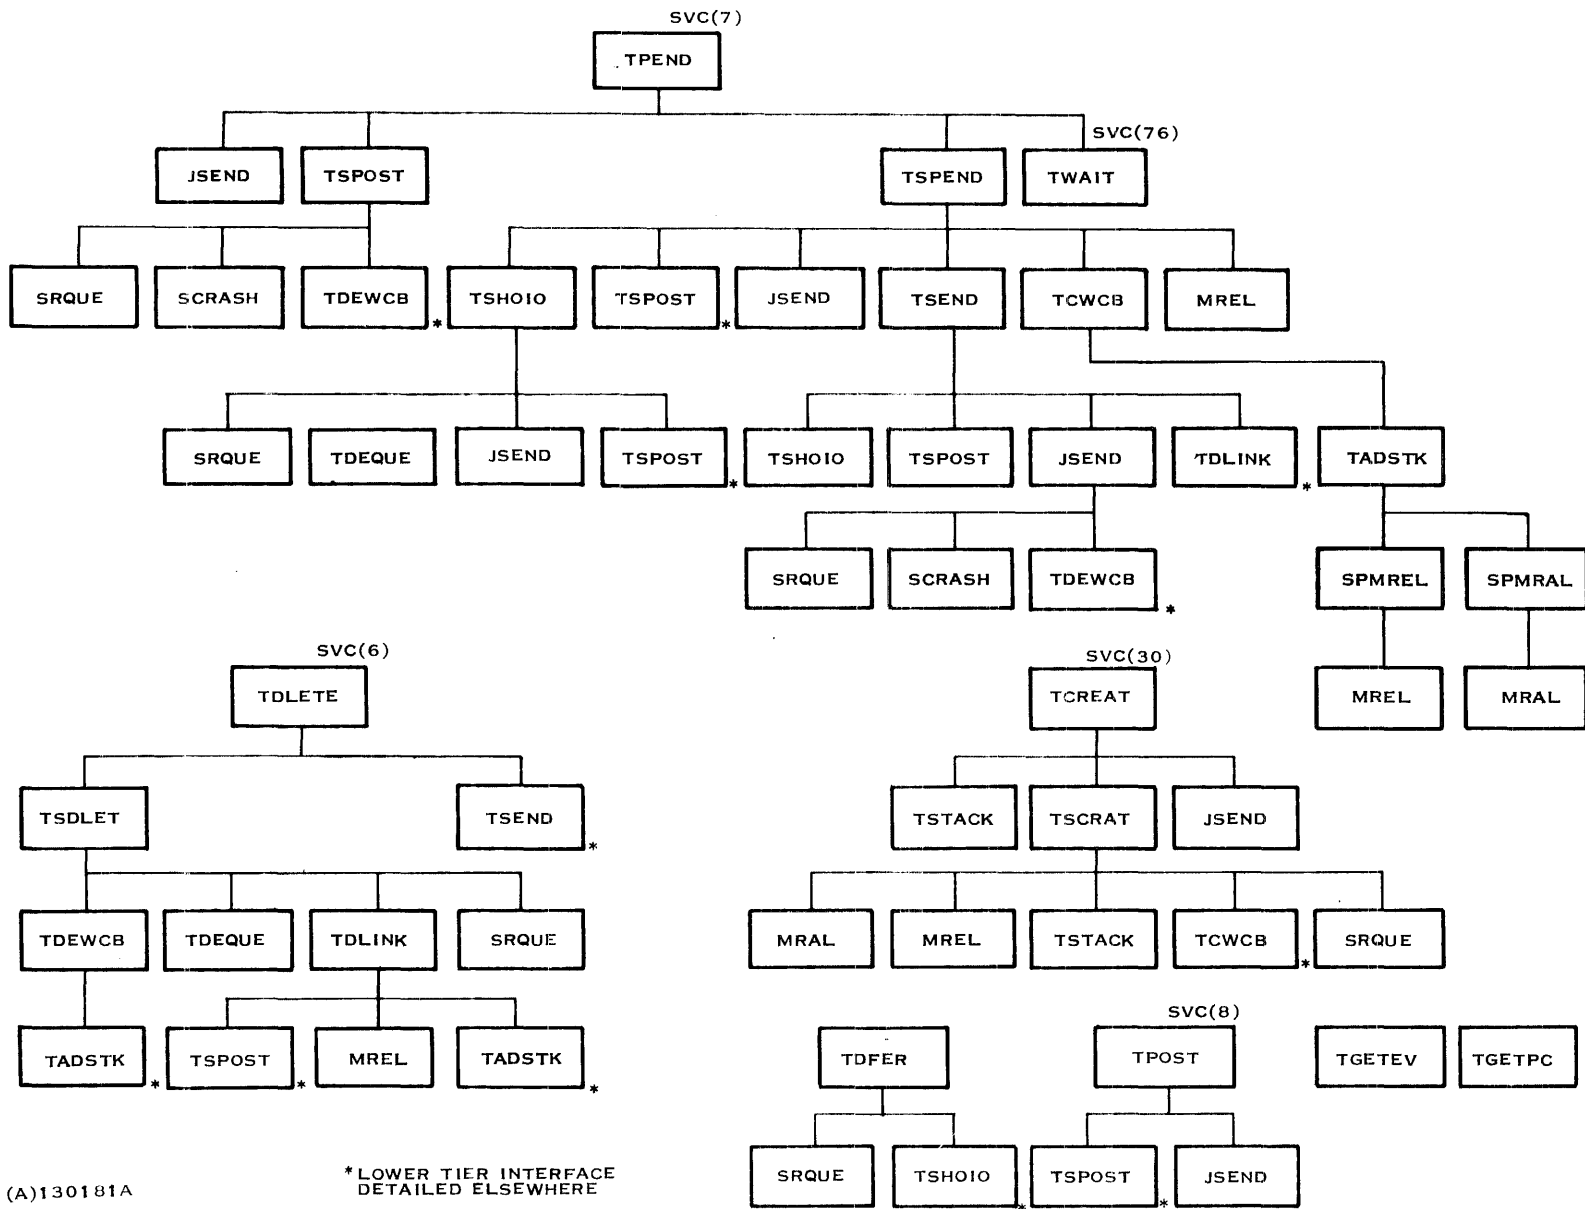 SVC(7)
TPEND
SVC(76)
JSEND TSPOST TSPEND TWAIT
SRQUE SCRASH TDEWCB * TSHOIO TSPOST * JSEND TSEND TCWCB MREL
SRQUE TDEQUE JSEND TSPOST * TSHOIO TSPOST JSEND TDLINK * TADSTK
SRQUE SCRASH TDEWCB * SPMREL SPMRAL
SVC(6) SVC(30)
TDLETE TCREAT MREL MRAL
TSDLET TSEND * TSTACK TSCRAT JSEND
TDEWCB TDEQUE TDLINK SRQUE MRAL MREL TSTACK TCWCB * SRQUE
SVC(8)
TADSTK * TSPOST * MREL TADSTK * TDFER TPOST TGETEV TGETPC
SRQUE TSHOIO * TSPOST * JSEND
*LOWER TIER INTERFACE
DETAILED ELSEWHERE
(A)130181A